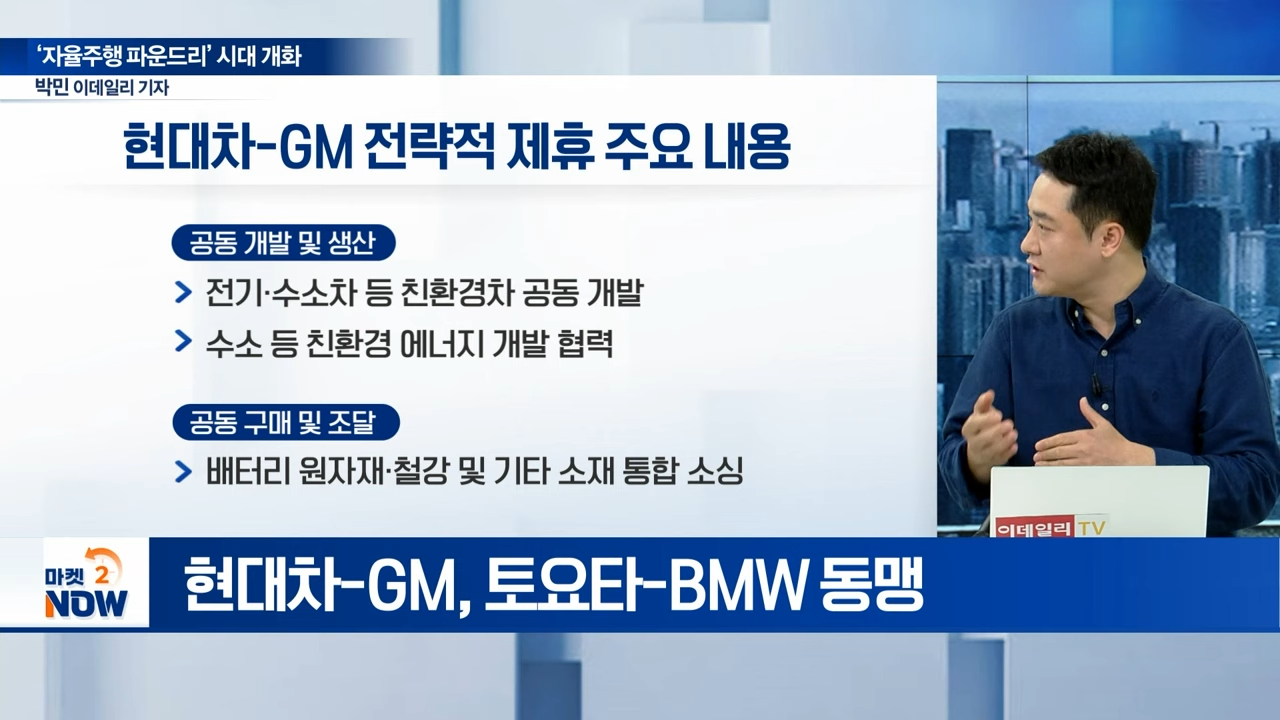 ‘자율주행 파운드리’ 시대 개화
박민 이데일리 기자
현대차-GM 전략적 제휴 주요 내용
공동 개발 및 생산
전기·수소차 등 친환경차 공동 개발
수소 등 친환경 에너지 개발 협력
공동 구매 및 조달
배터리 원자재·철강 및 기타 소재 통합 소싱
이데일리 TV
마켓 2
NOW
현대차-GM, 토요타-BMW 동맹